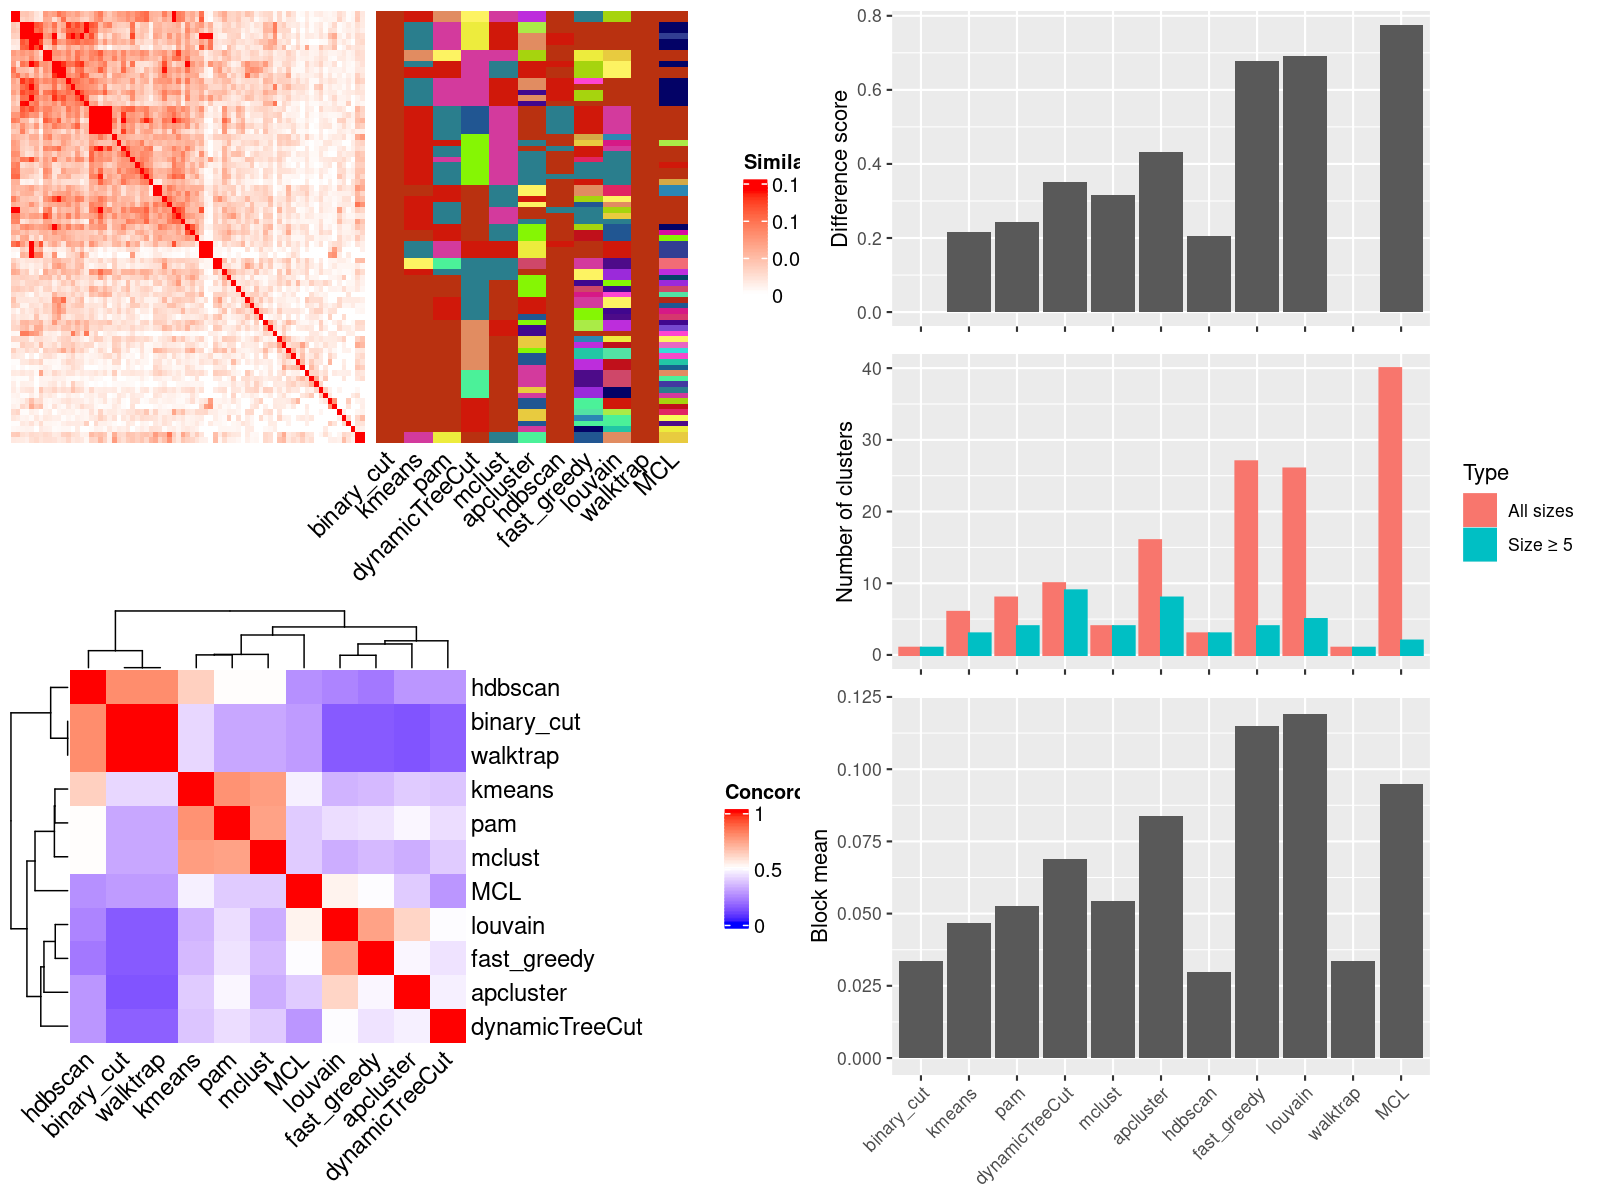 Simila
0.1
0.1
0.0
0
binary_cut
kmeans
pam
dynamicTreeCut
mclust
apcluster
hdbscan
fast_greedy
louvain
walktrap
MCL
hdbscan
binary_cut
walktrap
kmeans
pam
mclust
MCL
louvain
fast_greedy
apcluster
dynamicTreeCut
hdbscan
binary_cut
walktrap
kmeans
pam
mclust
MCL
louvain
fast_greedy
apcluster
dynamicTreeCut
Concord
1
0.5
0
Difference score
0.8
0.6
0.4
0.2
0.0
Number of clusters
40
30
20
10
0
Type
All sizes
Size ≥ 5
Block mean
0.125
0.100
0.075
0.050
0.025
0.000
binary_cut
kmeans
pam
dynamicTreeCut
mclust
apcluster
hdbscan
fast_greedy
louvain
walktrap
MCL